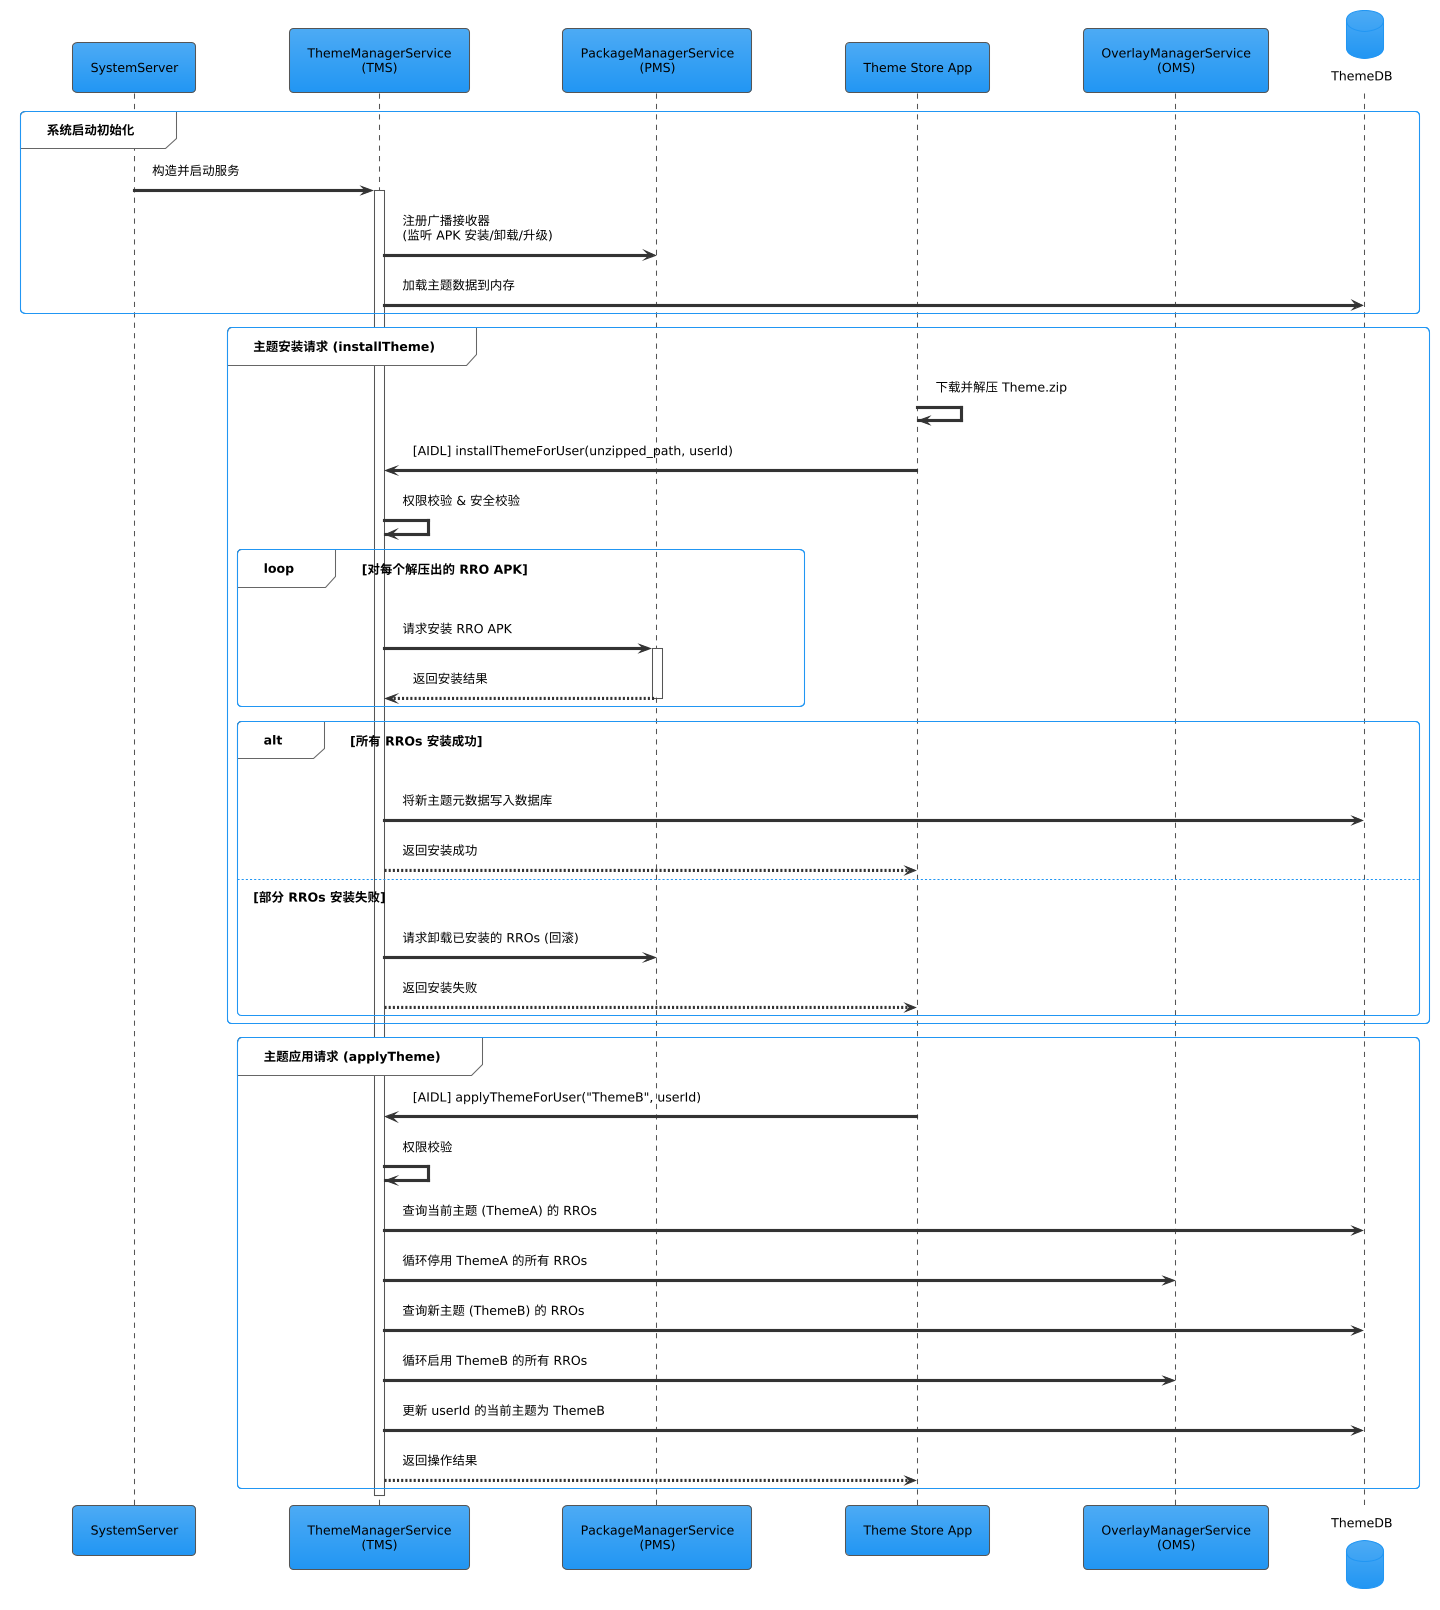 SystemServer
ThemeManagerService
(TMS)
PackageManagerService
(PMS)
Theme Store App
OverlayManagerService
(OMS)
ThemeDB
系统启动初始化
构造并启动服务
注册广播接收器
(监听 APK 安装/卸载/升级)
加载主题数据到内存
主题安装请求 (installTheme)
下载并解压 Theme.zip
[AIDL] installThemeForUser(unzipped_path, userId)
权限校验 & 安全校验
loop
[对每个解压出的 RRO APK]
请求安装 RRO APK
返回安装结果
alt
[所有 RROs 安装成功]
将新主题元数据写入数据库
返回安装成功
[部分 RROs 安装失败]
请求卸载已安装的 RROs (回滚)
返回安装失败
主题应用请求 (applyTheme)
[AIDL] applyThemeForUser("ThemeB", userId)
权限校验
查询当前主题 (ThemeA) 的 RROs
循环停用 ThemeA 的所有 RROs
查询新主题 (ThemeB) 的 RROs
循环启用 ThemeB 的所有 RROs
更新 userId 的当前主题为 ThemeB
返回操作结果
SystemServer
ThemeManagerService
(TMS)
PackageManagerService
(PMS)
Theme Store App
OverlayManagerService
(OMS)
ThemeDB